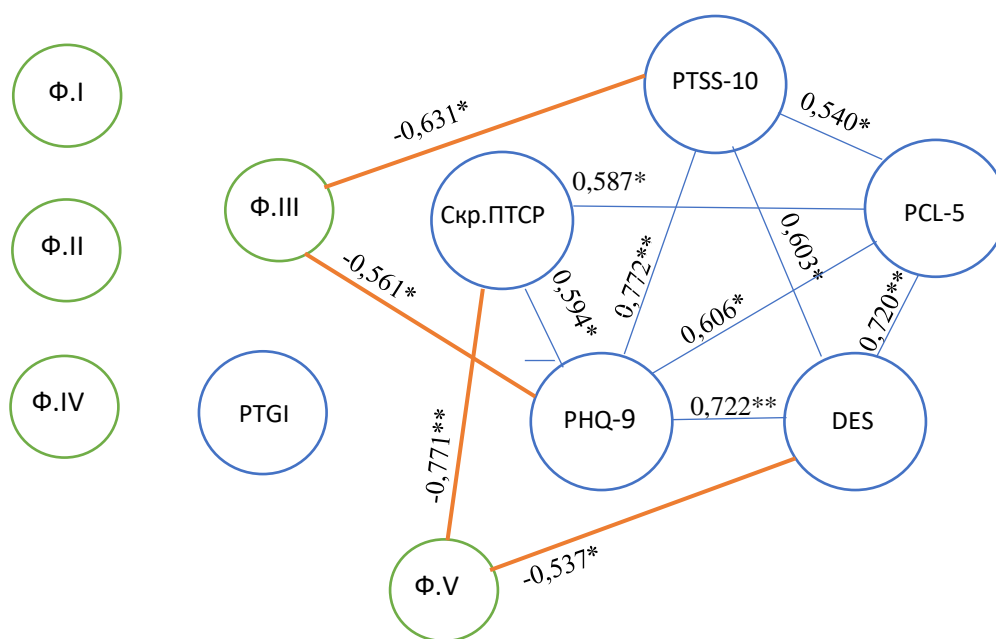 Ф.I
PTSS-10
-0,631*
0,540*
0,587*
Ф.III
Скр.ПТСР
PCL-5
Ф.II
-0,561*
0,594*
0,772**
0,603*
0,606*
0,720**
Ф.IV
PTGI
PHQ-9
0,722**
DES
-0,771**
-0,537*
Ф.V